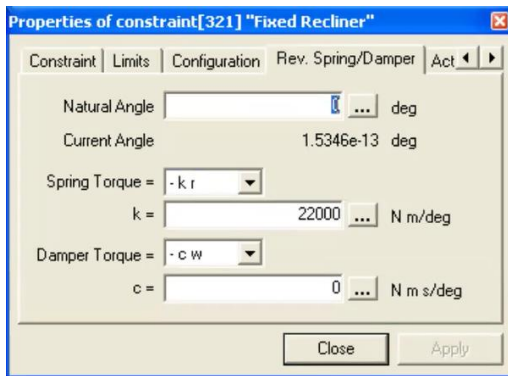 Properties of constraint[321] "Fixed Recliner"
Constraint Limits Configuration Rev. Spring/Damper Act
Natural Angle 0 ... deg
Current Angle 1.5346e-13 deg
Spring Torque = - k r
k = 22000 ... N m/deg
Damper Torque = - c w
c = 0 ... N m s/deg
Close Apply